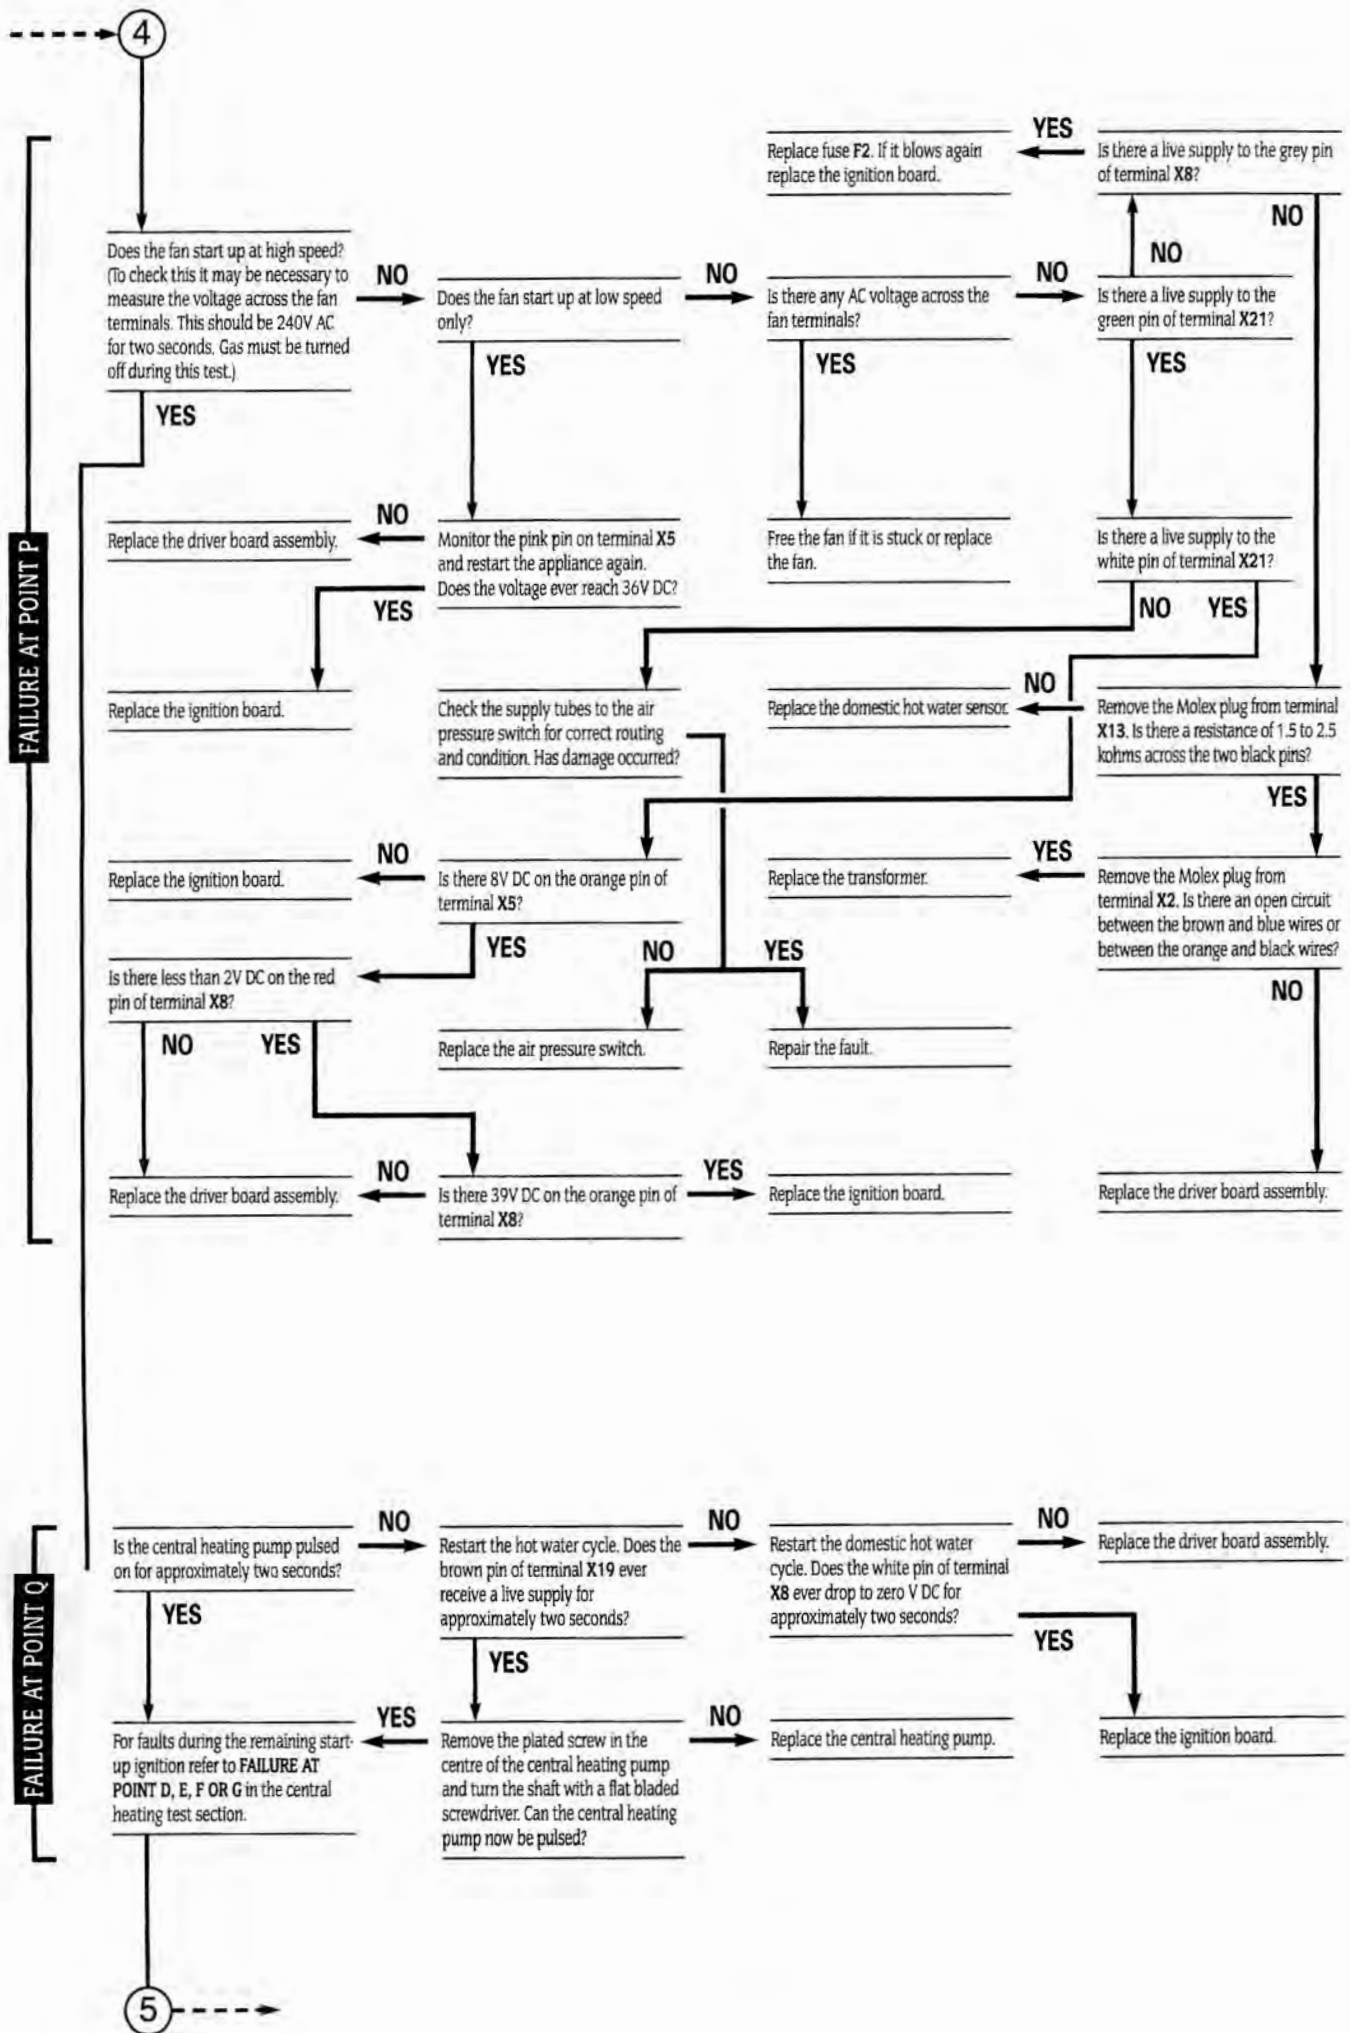 4
FAILURE AT POINT P
Replace fuse F2. If it blows again
replace the ignition board.
YES
Is there a live supply to the grey pin
of terminal X8?
NO
NO
Does the fan start up at high speed?
(To check this it may be necessary to
measure the voltage across the fan
terminals. This should be 240V AC
for two seconds. Gas must be turned
off during this test.)
NO
YES
Does the fan start up at low speed
only?
NO
YES
Is there any AC voltage across the
fan terminals?
NO
YES
Is there a live supply to the
green pin of terminal X21?
YES
Replace the driver board assembly.
NO
Monitor the pink pin on terminal X5
and restart the appliance again.
Does the voltage ever reach 36V DC?
YES
Free the fan if it is stuck or replace
the fan.
Is there a live supply to the
white pin of terminal X21?
NO
YES
Replace the ignition board.
Check the supply tubes to the air
pressure switch for correct routing
and condition. Has damage occurred?
Replace the domestic hot water sensor.
NO
Remove the Molex plug from terminal
X13. Is there a resistance of 1.5 to 2.5
kohms across the two black pins?
YES
Replace the ignition board.
NO
Is there 8V DC on the orange pin of
terminal X5?
YES
Replace the transformer.
YES
Remove the Molex plug from
terminal X2. Is there an open circuit
between the brown and blue wires or
between the orange and black wires?
NO
NO
YES
Is there less than 2V DC on the red
pin of terminal X8?
NO
YES
Replace the air pressure switch.
Repair the fault.
Replace the driver board assembly.
NO
Is there 39V DC on the orange pin of
terminal X8?
YES
Replace the ignition board.
Replace the driver board assembly.
FAILURE AT POINT Q
Is the central heating pump pulsed
on for approximately two seconds?
NO
YES
Restart the hot water cycle. Does the
brown pin of terminal X19 ever
receive a live supply for
approximately two seconds?
NO
YES
Restart the domestic hot water
cycle. Does the white pin of terminal
X8 ever drop to zero V DC for
approximately two seconds?
NO
YES
Replace the driver board assembly.
For faults during the remaining start-
up ignition refer to FAILURE AT
POINT D, E, F OR G in the central
heating test section.
YES
Remove the plated screw in the
centre of the central heating pump
and turn the shaft with a flat bladed
screwdriver. Can the central heating
pump now be pulsed?
NO
Replace the central heating pump.
Replace the ignition board.
5